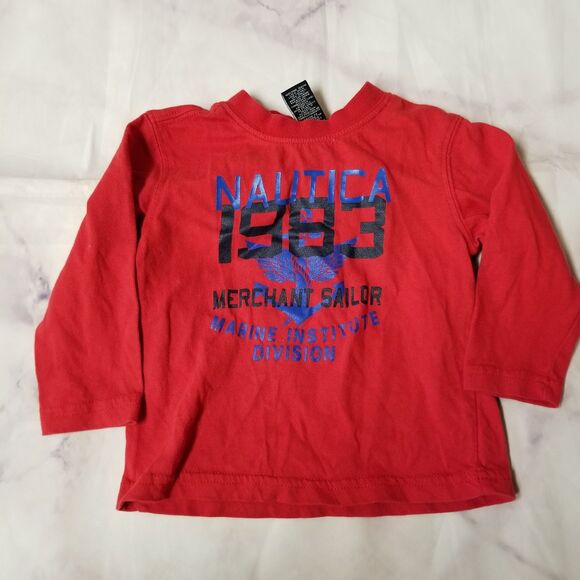 NAUTICA
1983
MERCHANT SAILOR
MARINE INSTITUTE
DIVISION